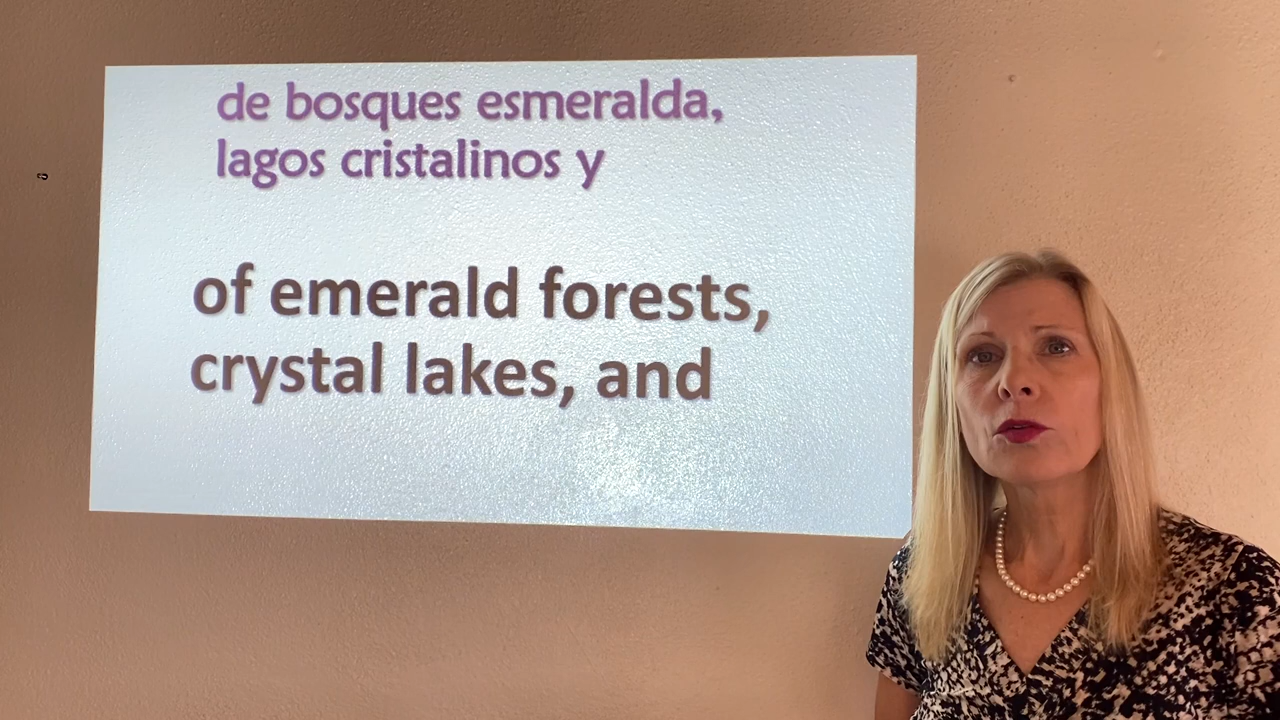 de bosques esmeralda,
lagos cristalinos y
of emerald forests,
crystal lakes, and